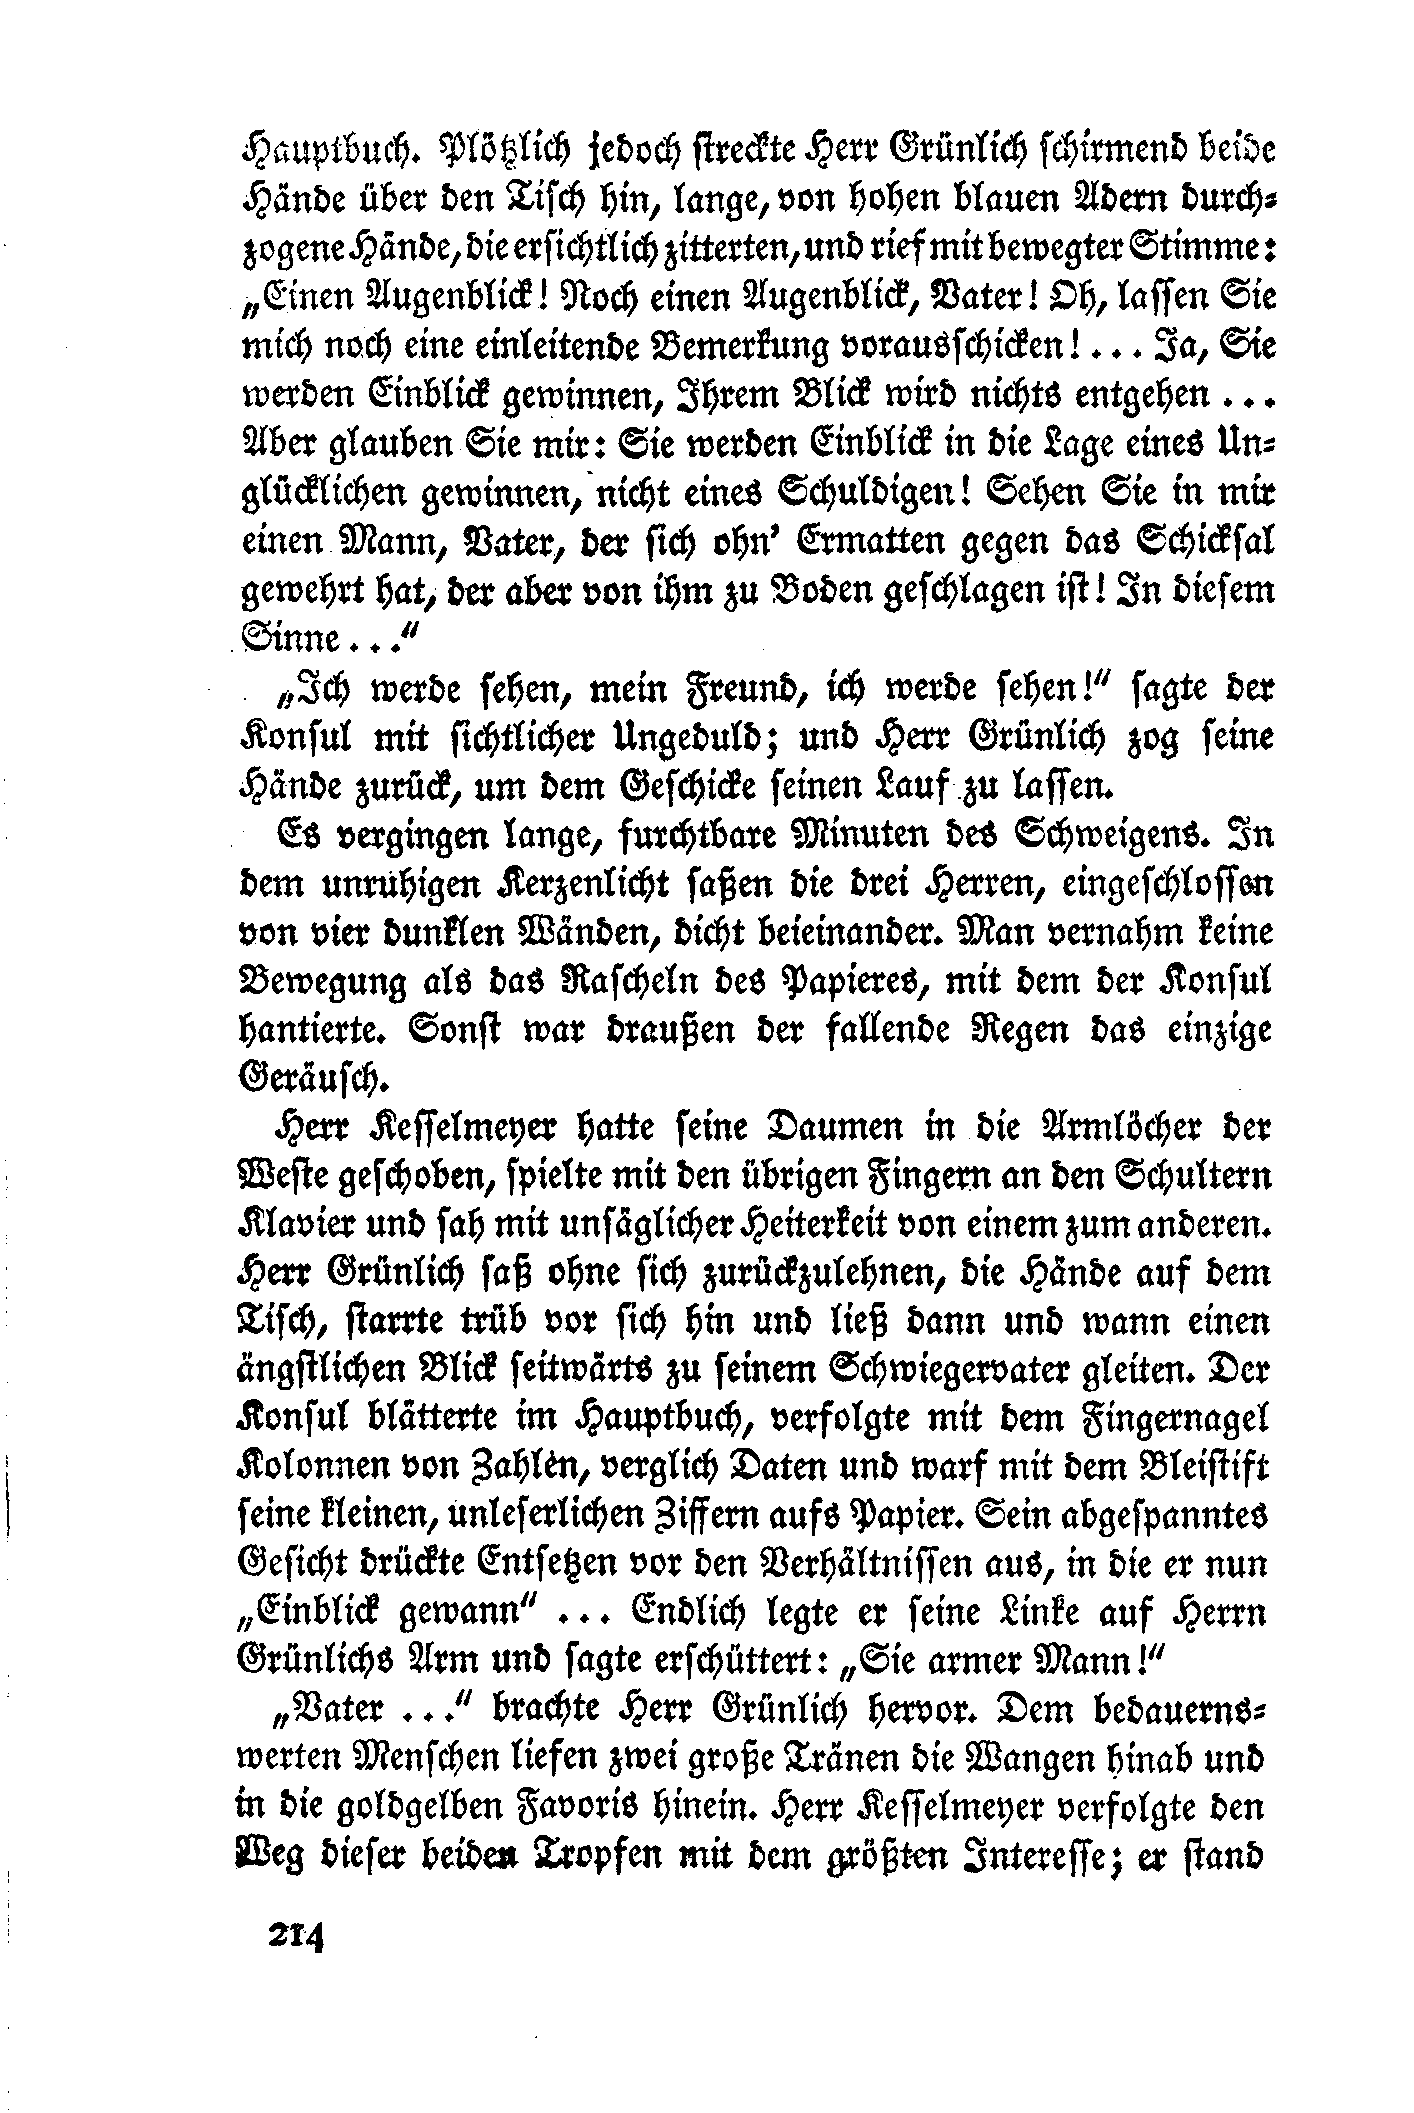 Hauptbuch. Plötzlich jedoch streckte Herr Grünlich schirmend beide
Hände über den Tisch hin, lange, von hohen blauen Adern durch-
zogene Hände, die ersichtlich zitterten, und rief mit bewegter Stimme:
„Einen Augenblick! Noch einen Augenblick, Vater! Oh, lassen Sie
mich noch eine einleitende Bemerkung vorausschicken! ... Ja, Sie
werden Einblick gewinnen, Ihrem Blick wird nichts entgehen ...
Aber glauben Sie mir: Sie werden Einblick in die Lage eines Un-
glücklichen gewinnen, nicht eines Schuldigen! Sehen Sie in mir
einen Mann, Vater, der sich ohn’ Ermatten gegen das Schicksal
gewehrt hat, der aber von ihm zu Boden geschlagen ist! In diesem
Sinne ...“
„Ich werde sehen, mein Freund, ich werde sehen!“ sagte der
Konsul mit sichtlicher Ungeduld; und Herr Grünlich zog seine
Hände zurück, um dem Geschicke seinen Lauf zu lassen.
Es vergingen lange, furchtbare Minuten des Schweigens. In
dem unruhigen Kerzenlicht saßen die drei Herren, eingeschlossen
von vier dunklen Wänden, dicht beieinander. Man vernahm keine
Bewegung als das Rascheln des Papieres, mit dem der Konsul
hantierte. Sonst war draußen der fallende Regen das einzige
Geräusch.
Herr Kesselmeyer hatte seine Daumen in die Armlöcher der
Weste geschoben, spielte mit den übrigen Fingern an den Schultern
Klavier und sah mit unsäglicher Heiterkeit von einem zum anderen.
Herr Grünlich saß ohne sich zurückzulehnen, die Hände auf dem
Tisch, starrte trüb vor sich hin und ließ dann und wann einen
ängstlichen Blick seitwärts zu seinem Schwiegervater gleiten. Der
Konsul blätterte im Hauptbuch, verfolgte mit dem Fingernagel
Kolonnen von Zahlen, verglich Daten und warf mit dem Bleistift
seine kleinen, unleserlichen Ziffern aufs Papier. Sein abgespanntes
Gesicht drückte Entsetzen vor den Verhältnissen aus, in die er nun
„Einblick gewann“ ... Endlich legte er seine Linke auf Herrn
Grünlichs Arm und sagte erschüttert: „Sie armer Mann!“
„Vater ...“ brachte Herr Grünlich hervor. Dem bedauerns-
werten Menschen liefen zwei große Tränen die Wangen hinab und
in die goldgelben Favoris hinein. Herr Kesselmeyer verfolgte den
Weg dieser beiden Tropfen mit dem größten Interesse; er stand
214